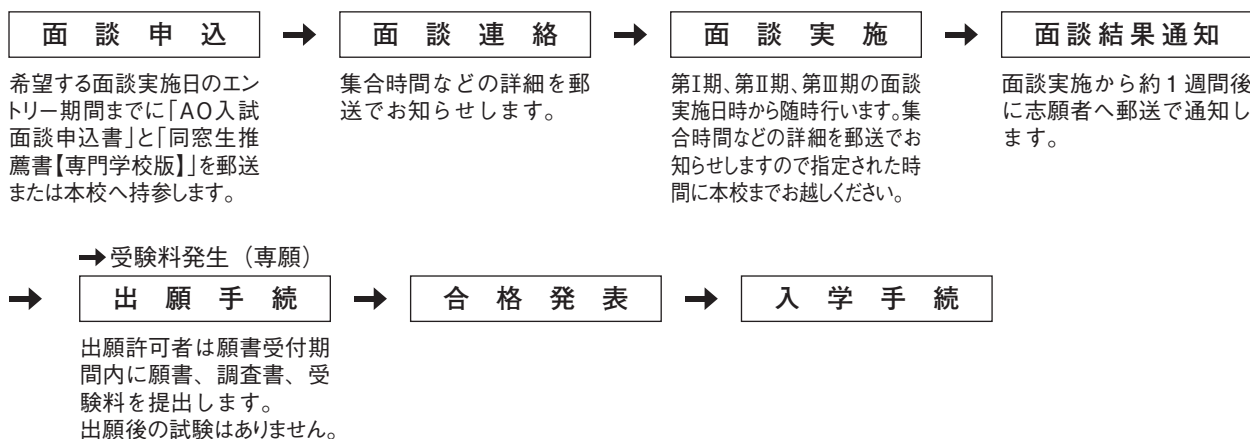 面談申込 → 面談連絡 → 面談実施 → 面談結果通知
希望する面談実施日のエン
トリー期間までに「AO入試
面談申込書」と「同窓生推
薦書【専門学校版】」を郵送
または本校へ持参します。
集合時間などの詳細を郵
送でお知らせします。
第Ⅰ期、第Ⅱ期、第Ⅲ期の面談
実施日時から随時行います。集
合時間などの詳細を郵送でお
知らせしますので指定された時
間に本校までお越しください。
面談実施から約1週間後
に志願者へ郵送で通知し
ます。
→受験料発生(専願)
→ 出願手続 → 合格発表 → 入学手続
出願許可者は願書受付期
間内に願書、調査書、受
験料を提出します。
出願後の試験はありません。